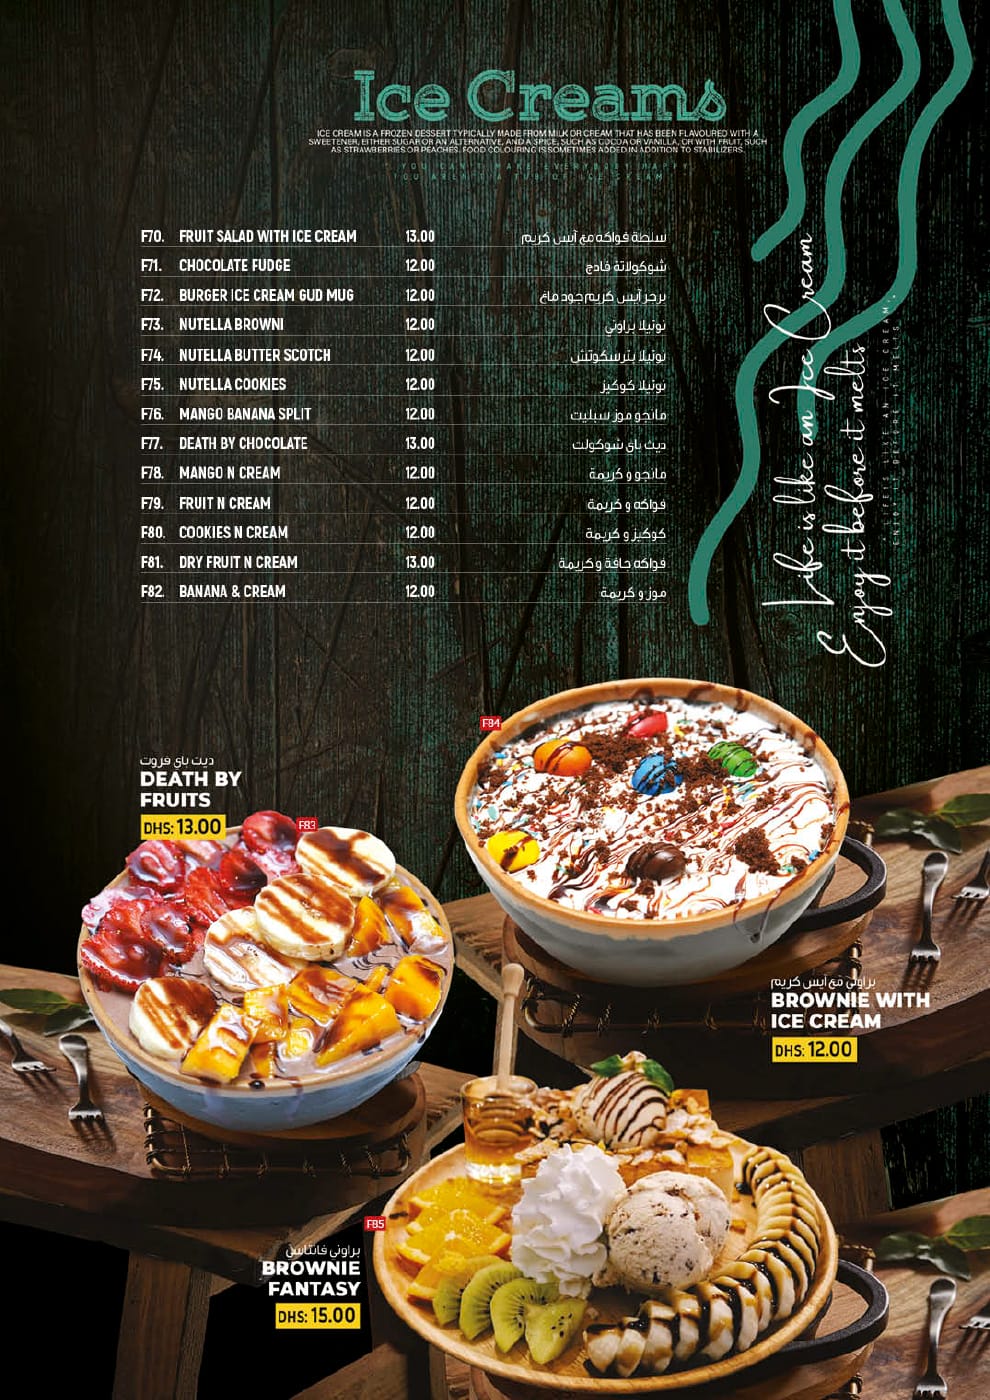 Ice Creams
ICE CREAM IS A FROZEN DESSERT TYPICALLY MADE FROM MILK OR CREAM THAT HAS BEEN FLAVOURED WITH A
SWEETENER, EITHER SUGAR OR AN ALTERNATIVE, AND A SPICE, SUCH AS COCOA OR VANILLA, OR WITH FRUIT, SUCH
AS STRAWBERRIES OR PEACHES. FOOD COLOURING IS SOMETIMES ADDED IN ADDITION TO STABILIZERS.
F70. FRUIT SALAD WITH ICE CREAM 13.00 سلطة فواكه مع آيس كريم
F71. CHOCOLATE FUDGE 12.00 شوكولاتة فادج
F72. BURGER ICE CREAM GUD MUG 12.00 برجر آيس كريم جود ماغ
F73. NUTELLA BROWNI 12.00 نوتيلا براوني
F74. NUTELLA BUTTER SCOTCH 12.00 نوتيلا بترسكوتش
F75. NUTELLA COOKIES 12.00 نوتيلا كوكيز
F76. MANGO BANANA SPLIT 12.00 مانجو موز سبليت
F77. DEATH BY CHOCOLATE 13.00 ديث باي شوكولت
F78. MANGO N CREAM 12.00 مانجو و كريمة
F79. FRUIT N CREAM 12.00 فواكه و كريمة
F80. COOKIES N CREAM 12.00 كوكيز و كريمة
F81. DRY FRUIT N CREAM 13.00 فواكه جافة وكريمة
F82. BANANA & CREAM 12.00 موز و كريمة
Life is like an Ice Cream
Enjoy it before it melts
F84
ديث باي فروت
DEATH BY
FRUITS
DHS: 13.00
F83
براوني مع آيس كريم
BROWNIE WITH
ICE CREAM
DHS: 12.00
F85
براوني فانتاس
BROWNIE
FANTASY
DHS: 15.00